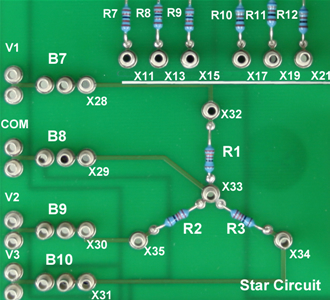 R7 R8 R9 R10 R11 R12
X11 X13 X15 X17 X19 X21
V1 B7
X28
X32
COM B8
R1
X29
X33
V2 B9
R2 R3
X30 X35 X34
V3 B10
X31
Star Circuit